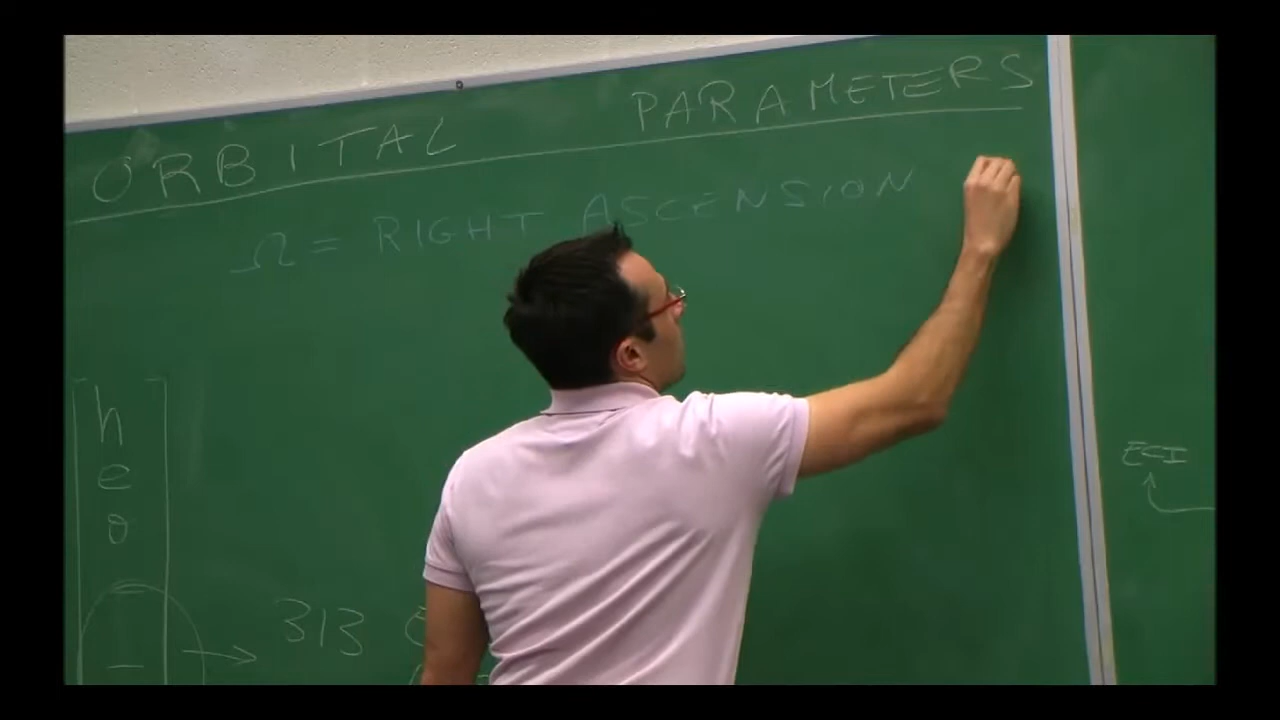 ORBITAL PARAMETERS
Ω = RIGHT ASCENSION
h
e
θ
313
ECI